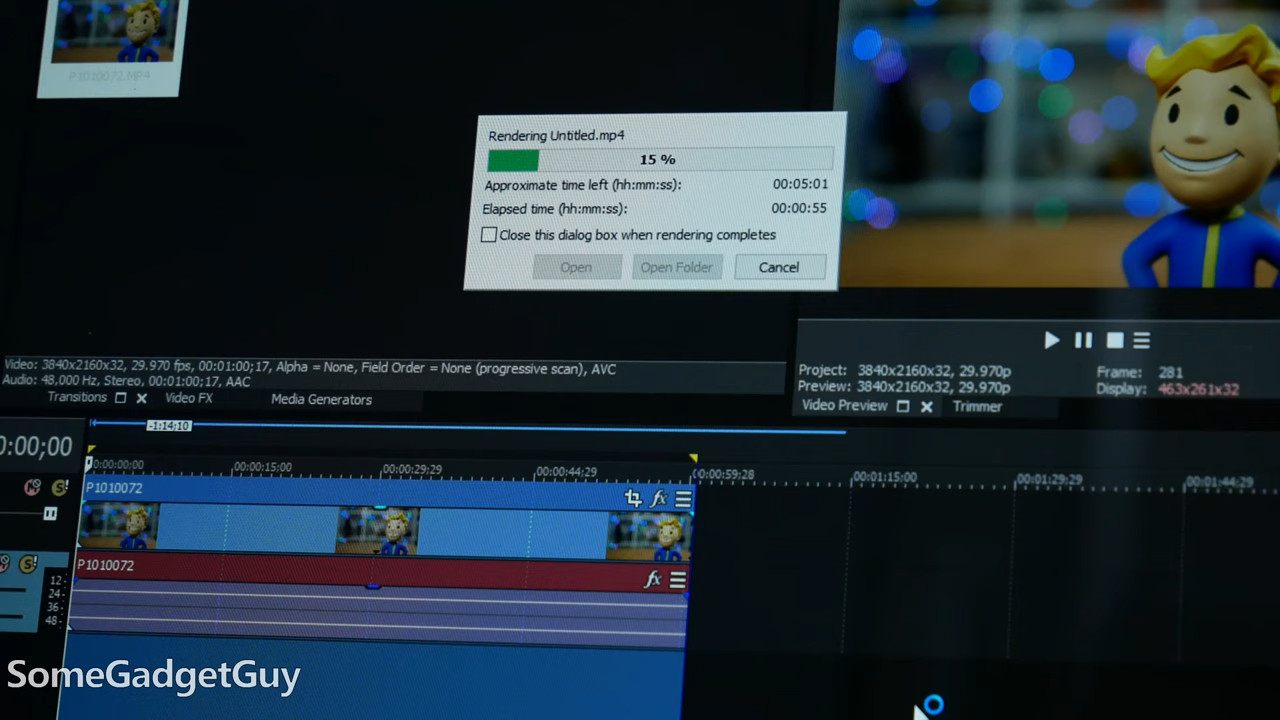 P1010072.MP4
Rendering Untitled.mp4
15 %
Approximate time left (hh:mm:ss): 00:05:01
Elapsed time (hh:mm:ss): 00:00:55
Close this dialog box when rendering completes
Open Open Folder Cancel
Video: 3840x2160x32, 29.970 fps, 00:01:00;17, Alpha = None, Field Order = None (progressive scan), AVC
Audio: 48,000 Hz, Stereo, 00:01:00;17, AAC
Transitions Video FX Media Generators
Project: 3840x2160x32, 29.970p Frame: 281
Preview: 3840x2160x32, 29.970p Display: 463x261x32
Video Preview Trimmer
-1:14;10
0:00;00
00:00:00;00 00:00:15;00 00:00:29;29 00:00:44;29 00:00:59;28 00:01:15;00 00:01:29;29 00:01:44;29
P1010072
fx
S
P1010072
fx
S
12
24
36
48
SomeGadgetGuy